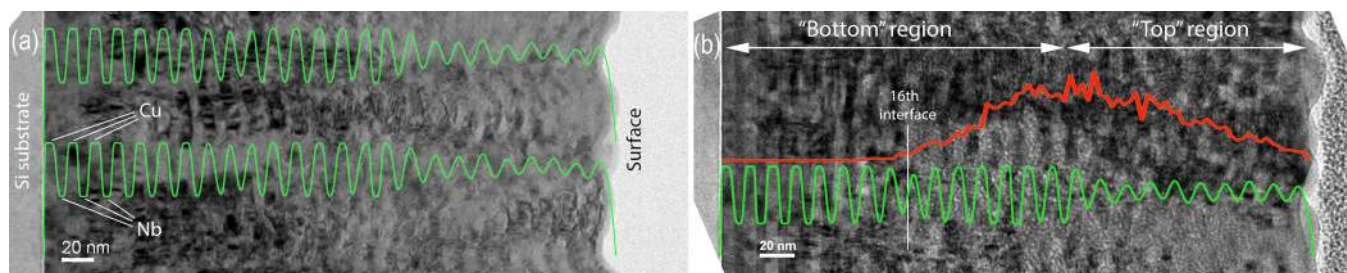 (a)
Si substrate
Cu
Nb
20 nm
Surface
(b)
“Bottom” region
“Top” region
16th
interface
20 nm